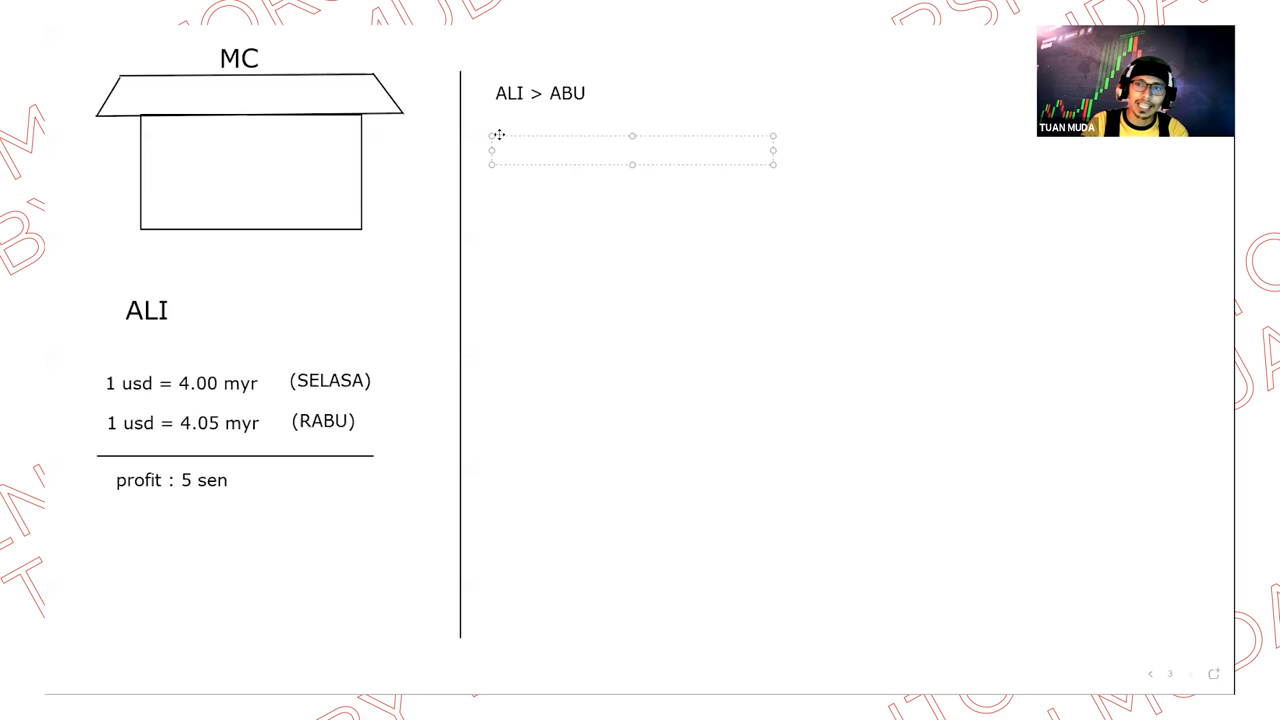 MC
ALI
1 usd = 4.00 myr (SELASA)
1 usd = 4.05 myr (RABU)
profit : 5 sen
ALI > ABU
TUAN MUDA
3